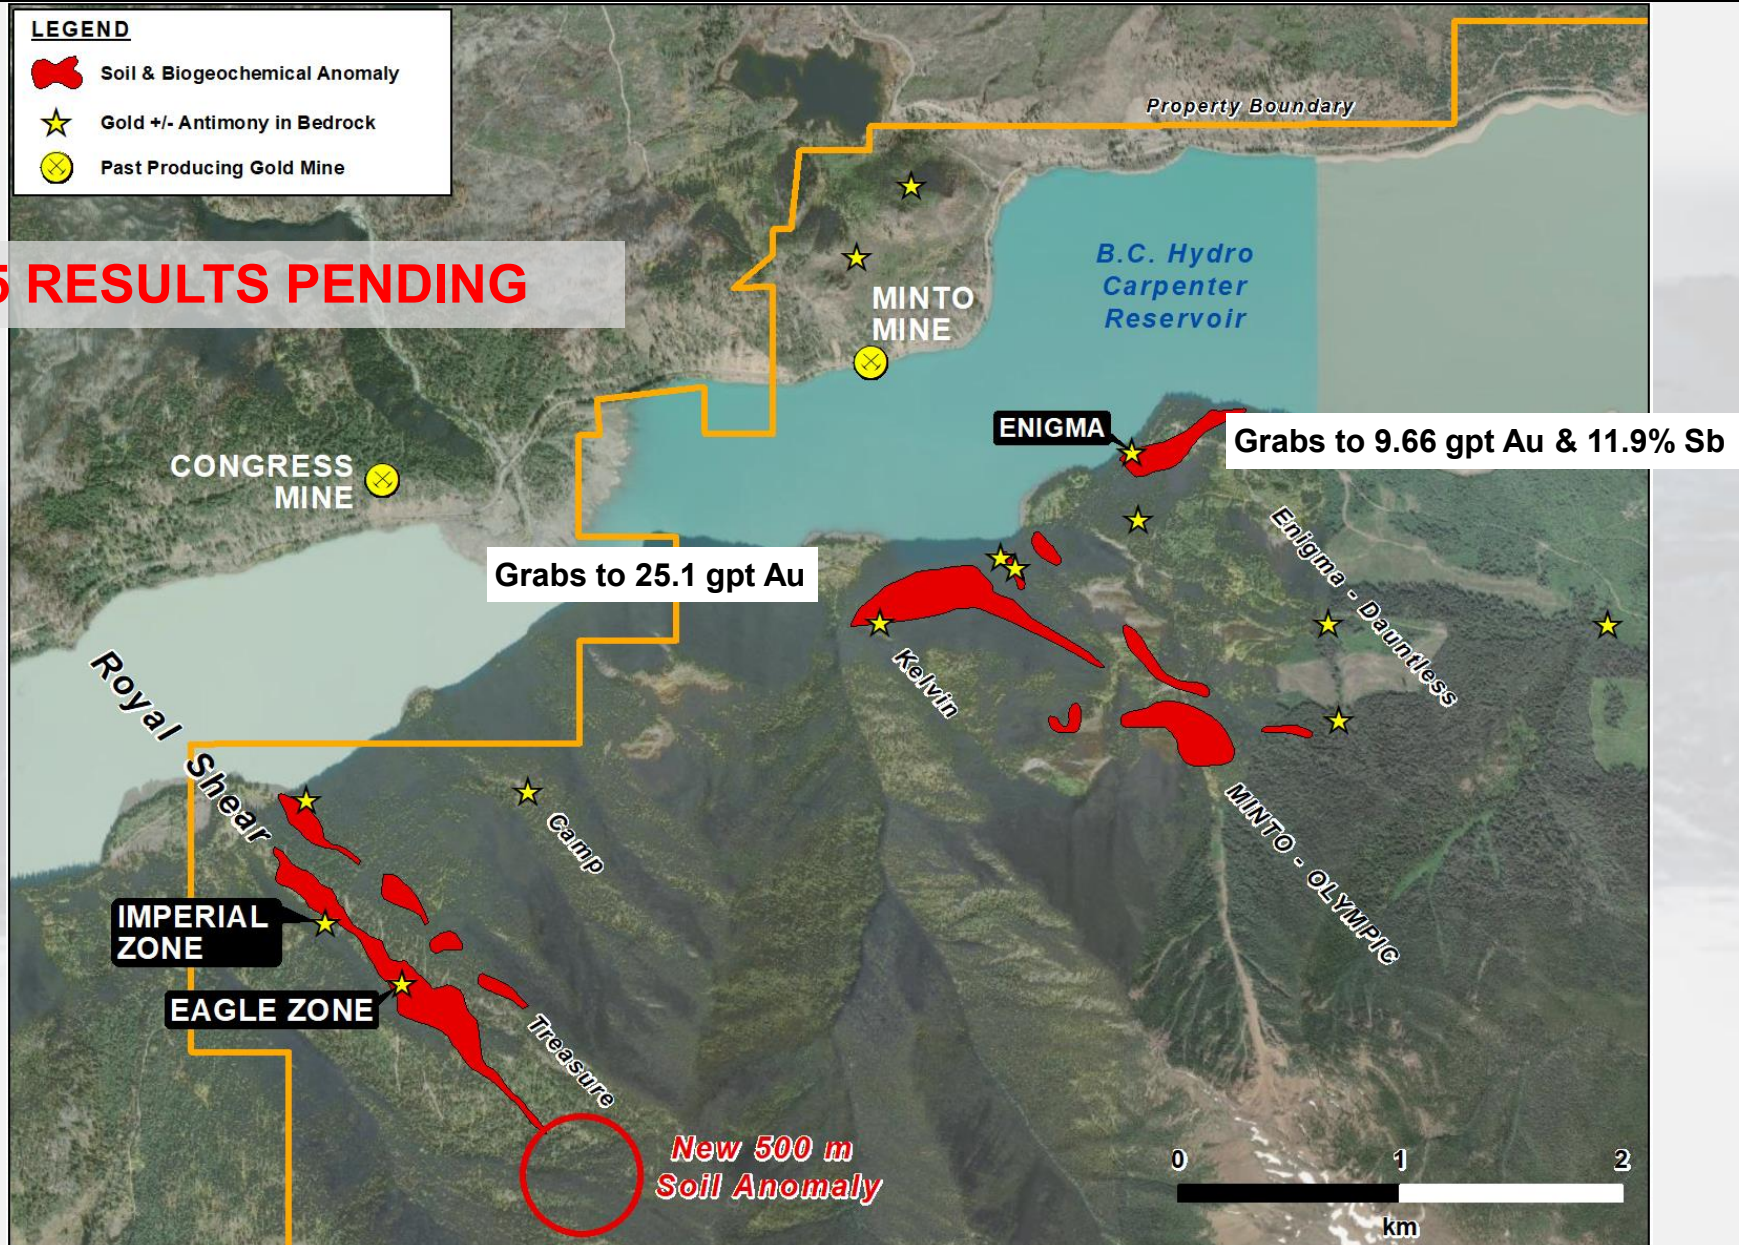 LEGEND
Soil & Biogeochemical Anomaly
Gold +/- Antimony in Bedrock
Past Producing Gold Mine
Property Boundary
5 RESULTS PENDING
B.C. Hydro
Carpenter
Reservoir
MINTO
MINE
ENIGMA
Grabs to 9.66 gpt Au & 11.9% Sb
CONGRESS
MINE
Grabs to 25.1 gpt Au
Enigma - Dauntless
Kelvin
Royal Shear
MINTO - OLYMPIC
Camp
IMPERIAL
ZONE
EAGLE ZONE
Treasure
New 500 m
Soil Anomaly
0 1 2
km